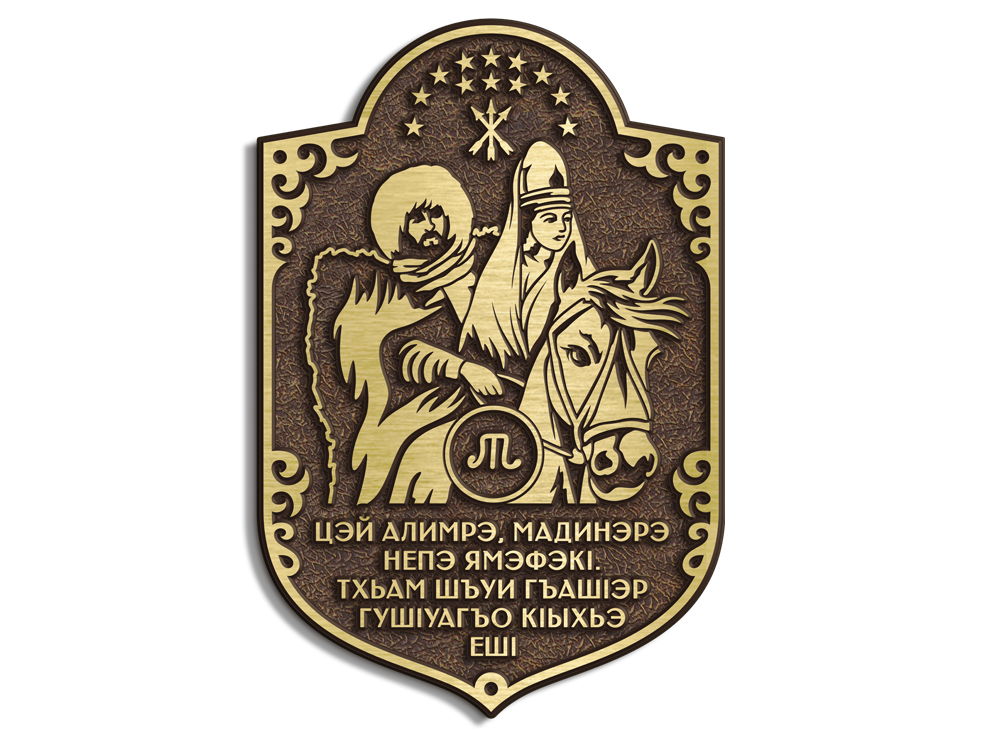 ЦЭЙ АЛИМРЭ, МАДИНЭРЭ
НЕПЭ ЯМЭФЭКІ.
ТХЬАМ ШЪУИ ГЪАШІЭР
ГУШІУАГЪО КІЫХЬЭ
ЕШІ